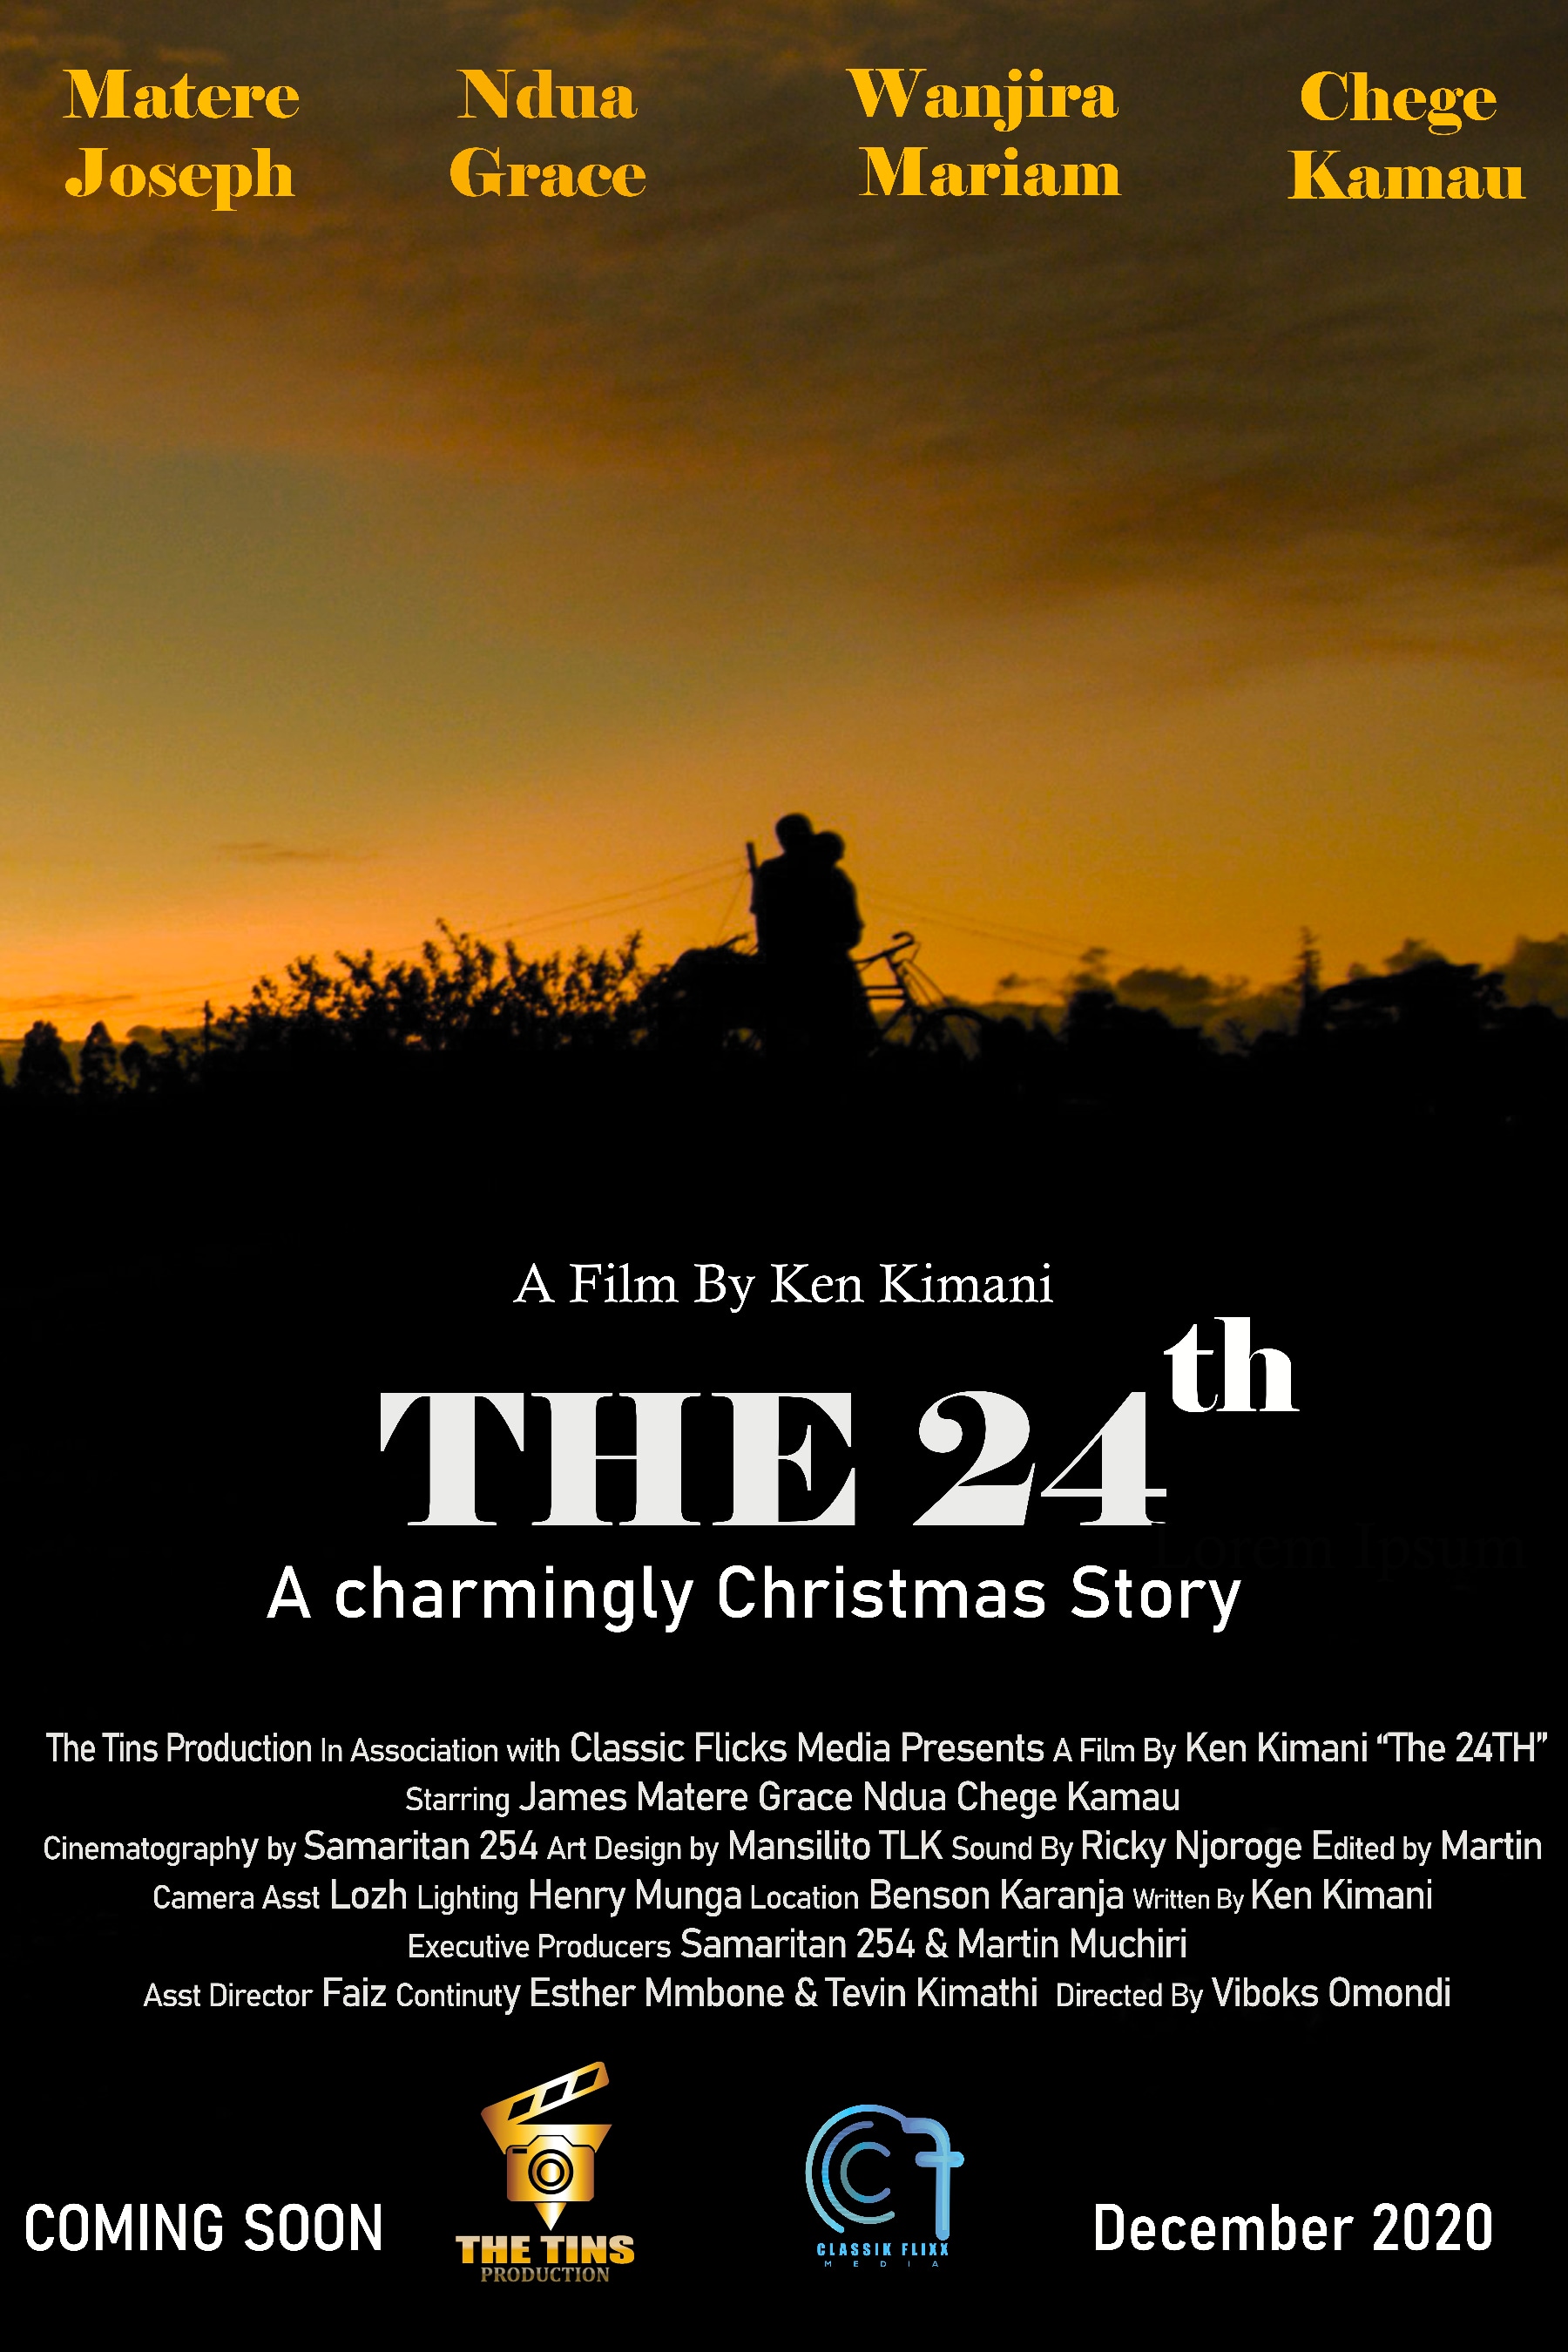 Matere Joseph
Ndua Grace
Wanjira Mariam
Chege Kamau
A Film By Ken Kimani
THE 24th
Lorem Ipsum
A charmingly Christmas Story
The Tins Production In Association with Classic Flicks Media Presents A Film By Ken Kimani “The 24TH”
Starring James Matere Grace Ndua Chege Kamau
Cinematography by Samaritan 254 Art Design by Mansilito TLK Sound By Ricky Njoroge Edited by Martin
Camera Asst Lozh Lighting Henry Munga Location Benson Karanja Written By Ken Kimani
Executive Producers Samaritan 254 & Martin Muchiri
Asst Director Faiz Continuty Esther Mmbone & Tevin Kimathi Directed By Viboks Omondi
COMING SOON
THE TINS
PRODUCTION
CLASSIK FLIXX
MEDIA
December 2020